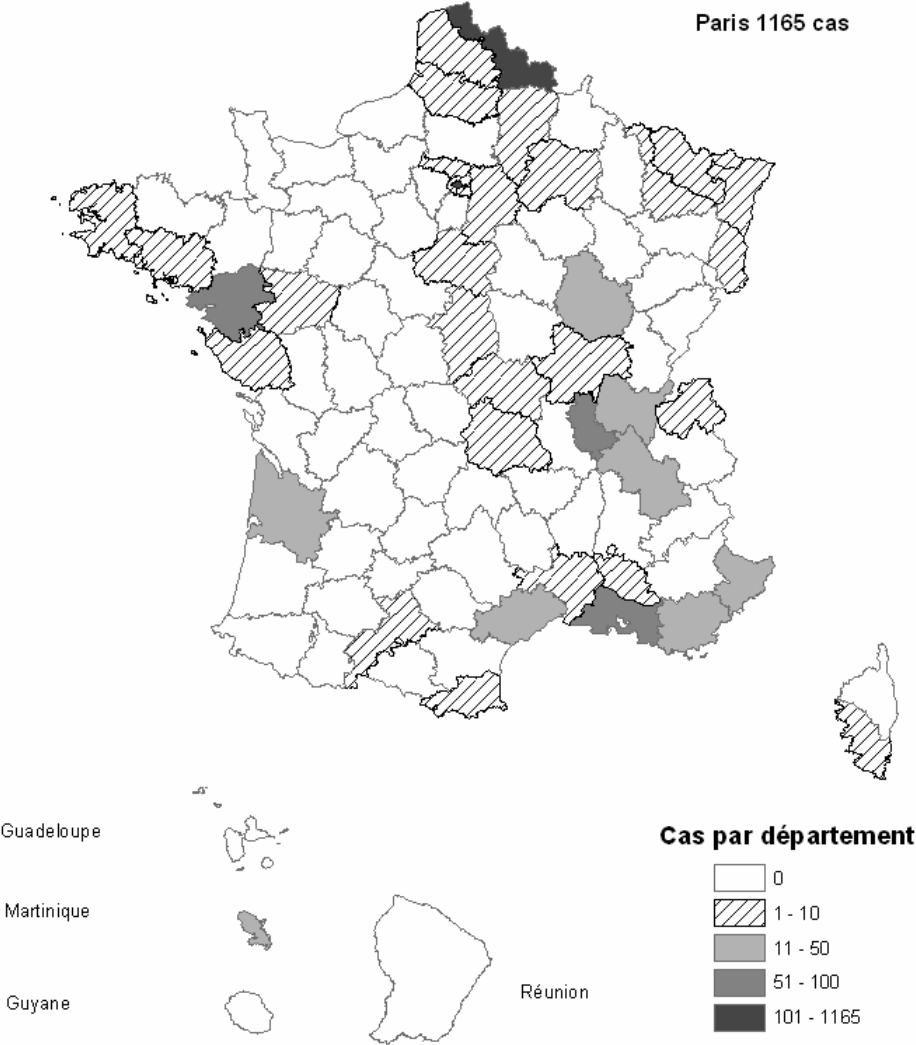 Paris 1165 cas
Guadeloupe
Martinique
Guyane
Réunion
Cas par département
0
1 - 10
11 - 50
51 - 100
101 - 1165